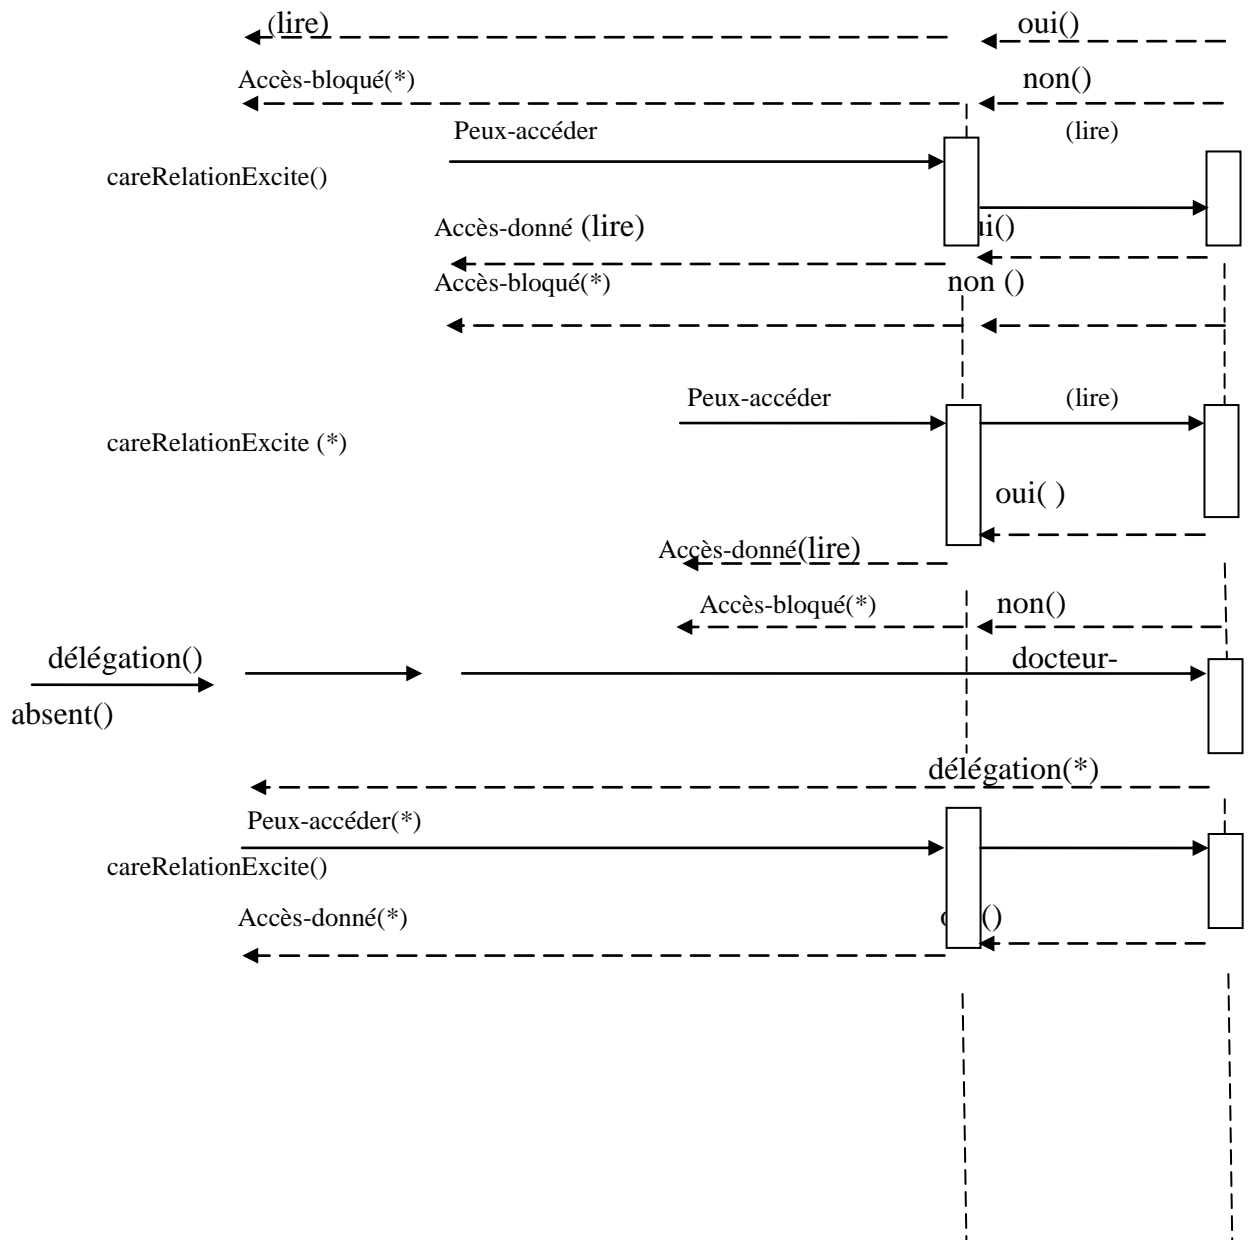 (lire)
oui()
Accès-bloqué(*)
non()
Peux-accéder
(lire)
careRelationExcite()
Accès-donné (lire)
ui()
Accès-bloqué(*)
non ()
Peux-accéder
(lire)
careRelationExcite (*)
oui( )
Accès-donné(lire)
Accès-bloqué(*)
non()
délégation()
docteur-
absent()
délégation(*)
Peux-accéder(*)
careRelationExcite()
Accès-donné(*)
()